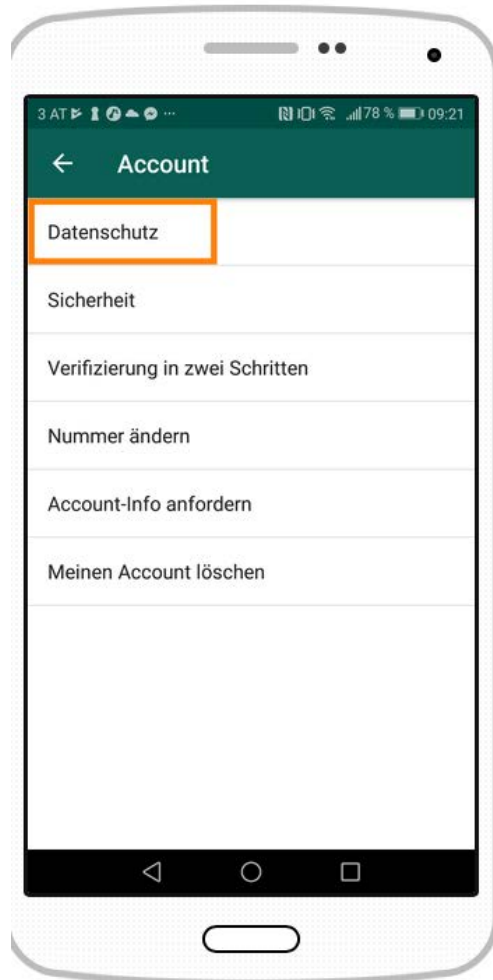 3 AT ... 78 % 09:21
Account
Datenschutz
Sicherheit
Verifizierung in zwei Schritten
Nummer ändern
Account-Info anfordern
Meinen Account löschen